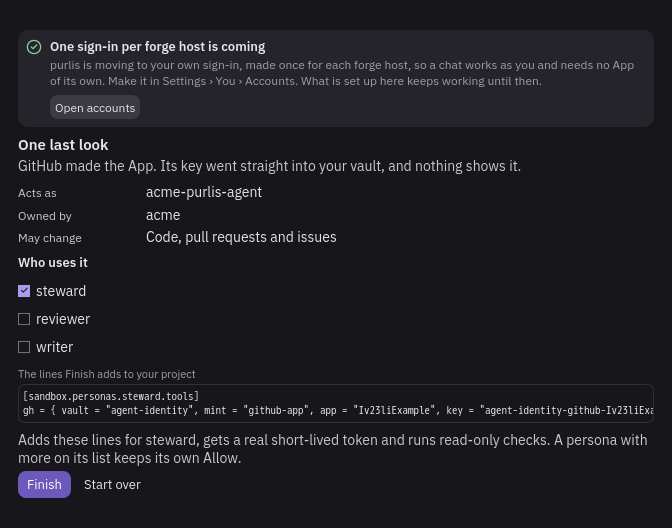 One sign-in per forge host is coming
purlis is moving to your own sign-in, made once for each forge host, so a chat works as you and needs no App
of its own. Make it in Settings › You › Accounts. What is set up here keeps working until then.
Open accounts
One last look
GitHub made the App. Its key went straight into your vault, and nothing shows it.
Acts as acme-purlis-agent
Owned by acme
May change Code, pull requests and issues
Who uses it
steward
reviewer
writer
The lines Finish adds to your project
[sandbox.personas.steward.tools]
gh = { vault = "agent-identity", mint = "github-app", app = "Iv23liExample", key = "agent-identity-github-Iv23liExa
Adds these lines for steward, gets a real short-lived token and runs read-only checks. A persona with
more on its list keeps its own Allow.
Finish Start over